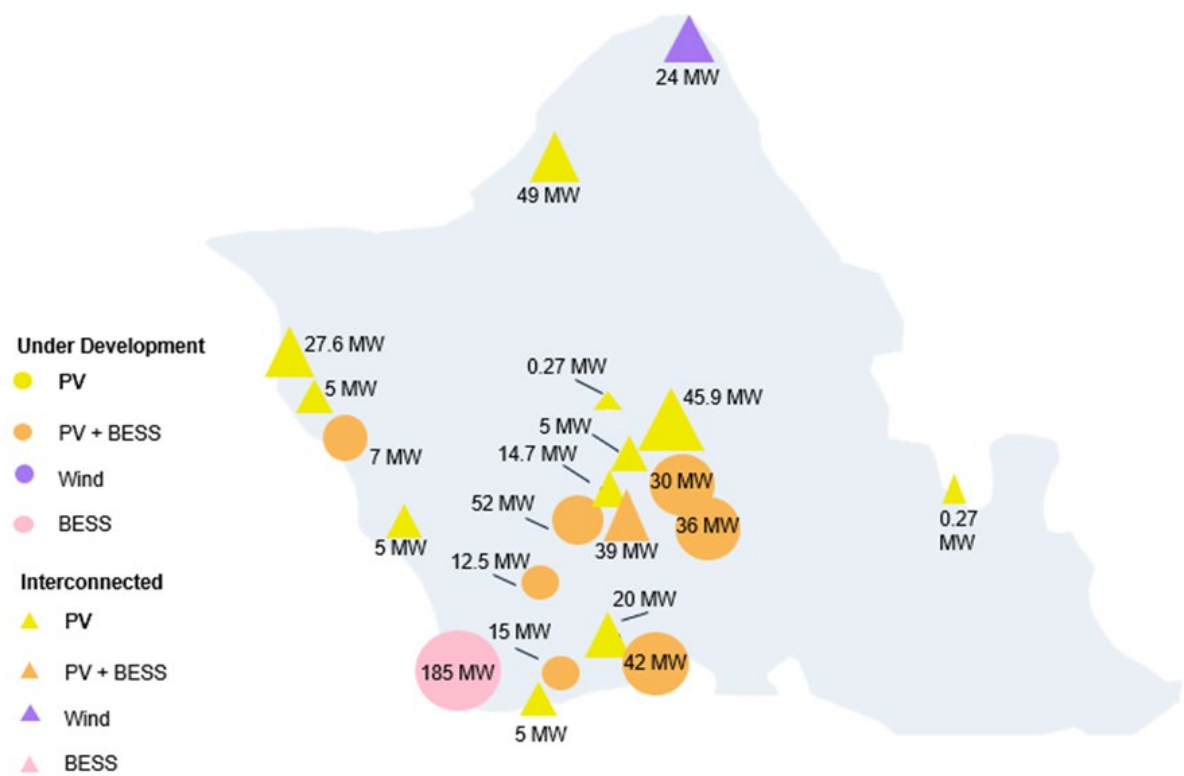 24 MW
49 MW
27.6 MW
5 MW
7 MW
5 MW
0.27 MW
45.9 MW
5 MW
14.7 MW
30 MW
52 MW
36 MW
39 MW
12.5 MW
20 MW
15 MW
42 MW
185 MW
5 MW
0.27
MW
Under Development
PV
PV + BESS
Wind
BESS
Interconnected
PV
PV + BESS
Wind
BESS